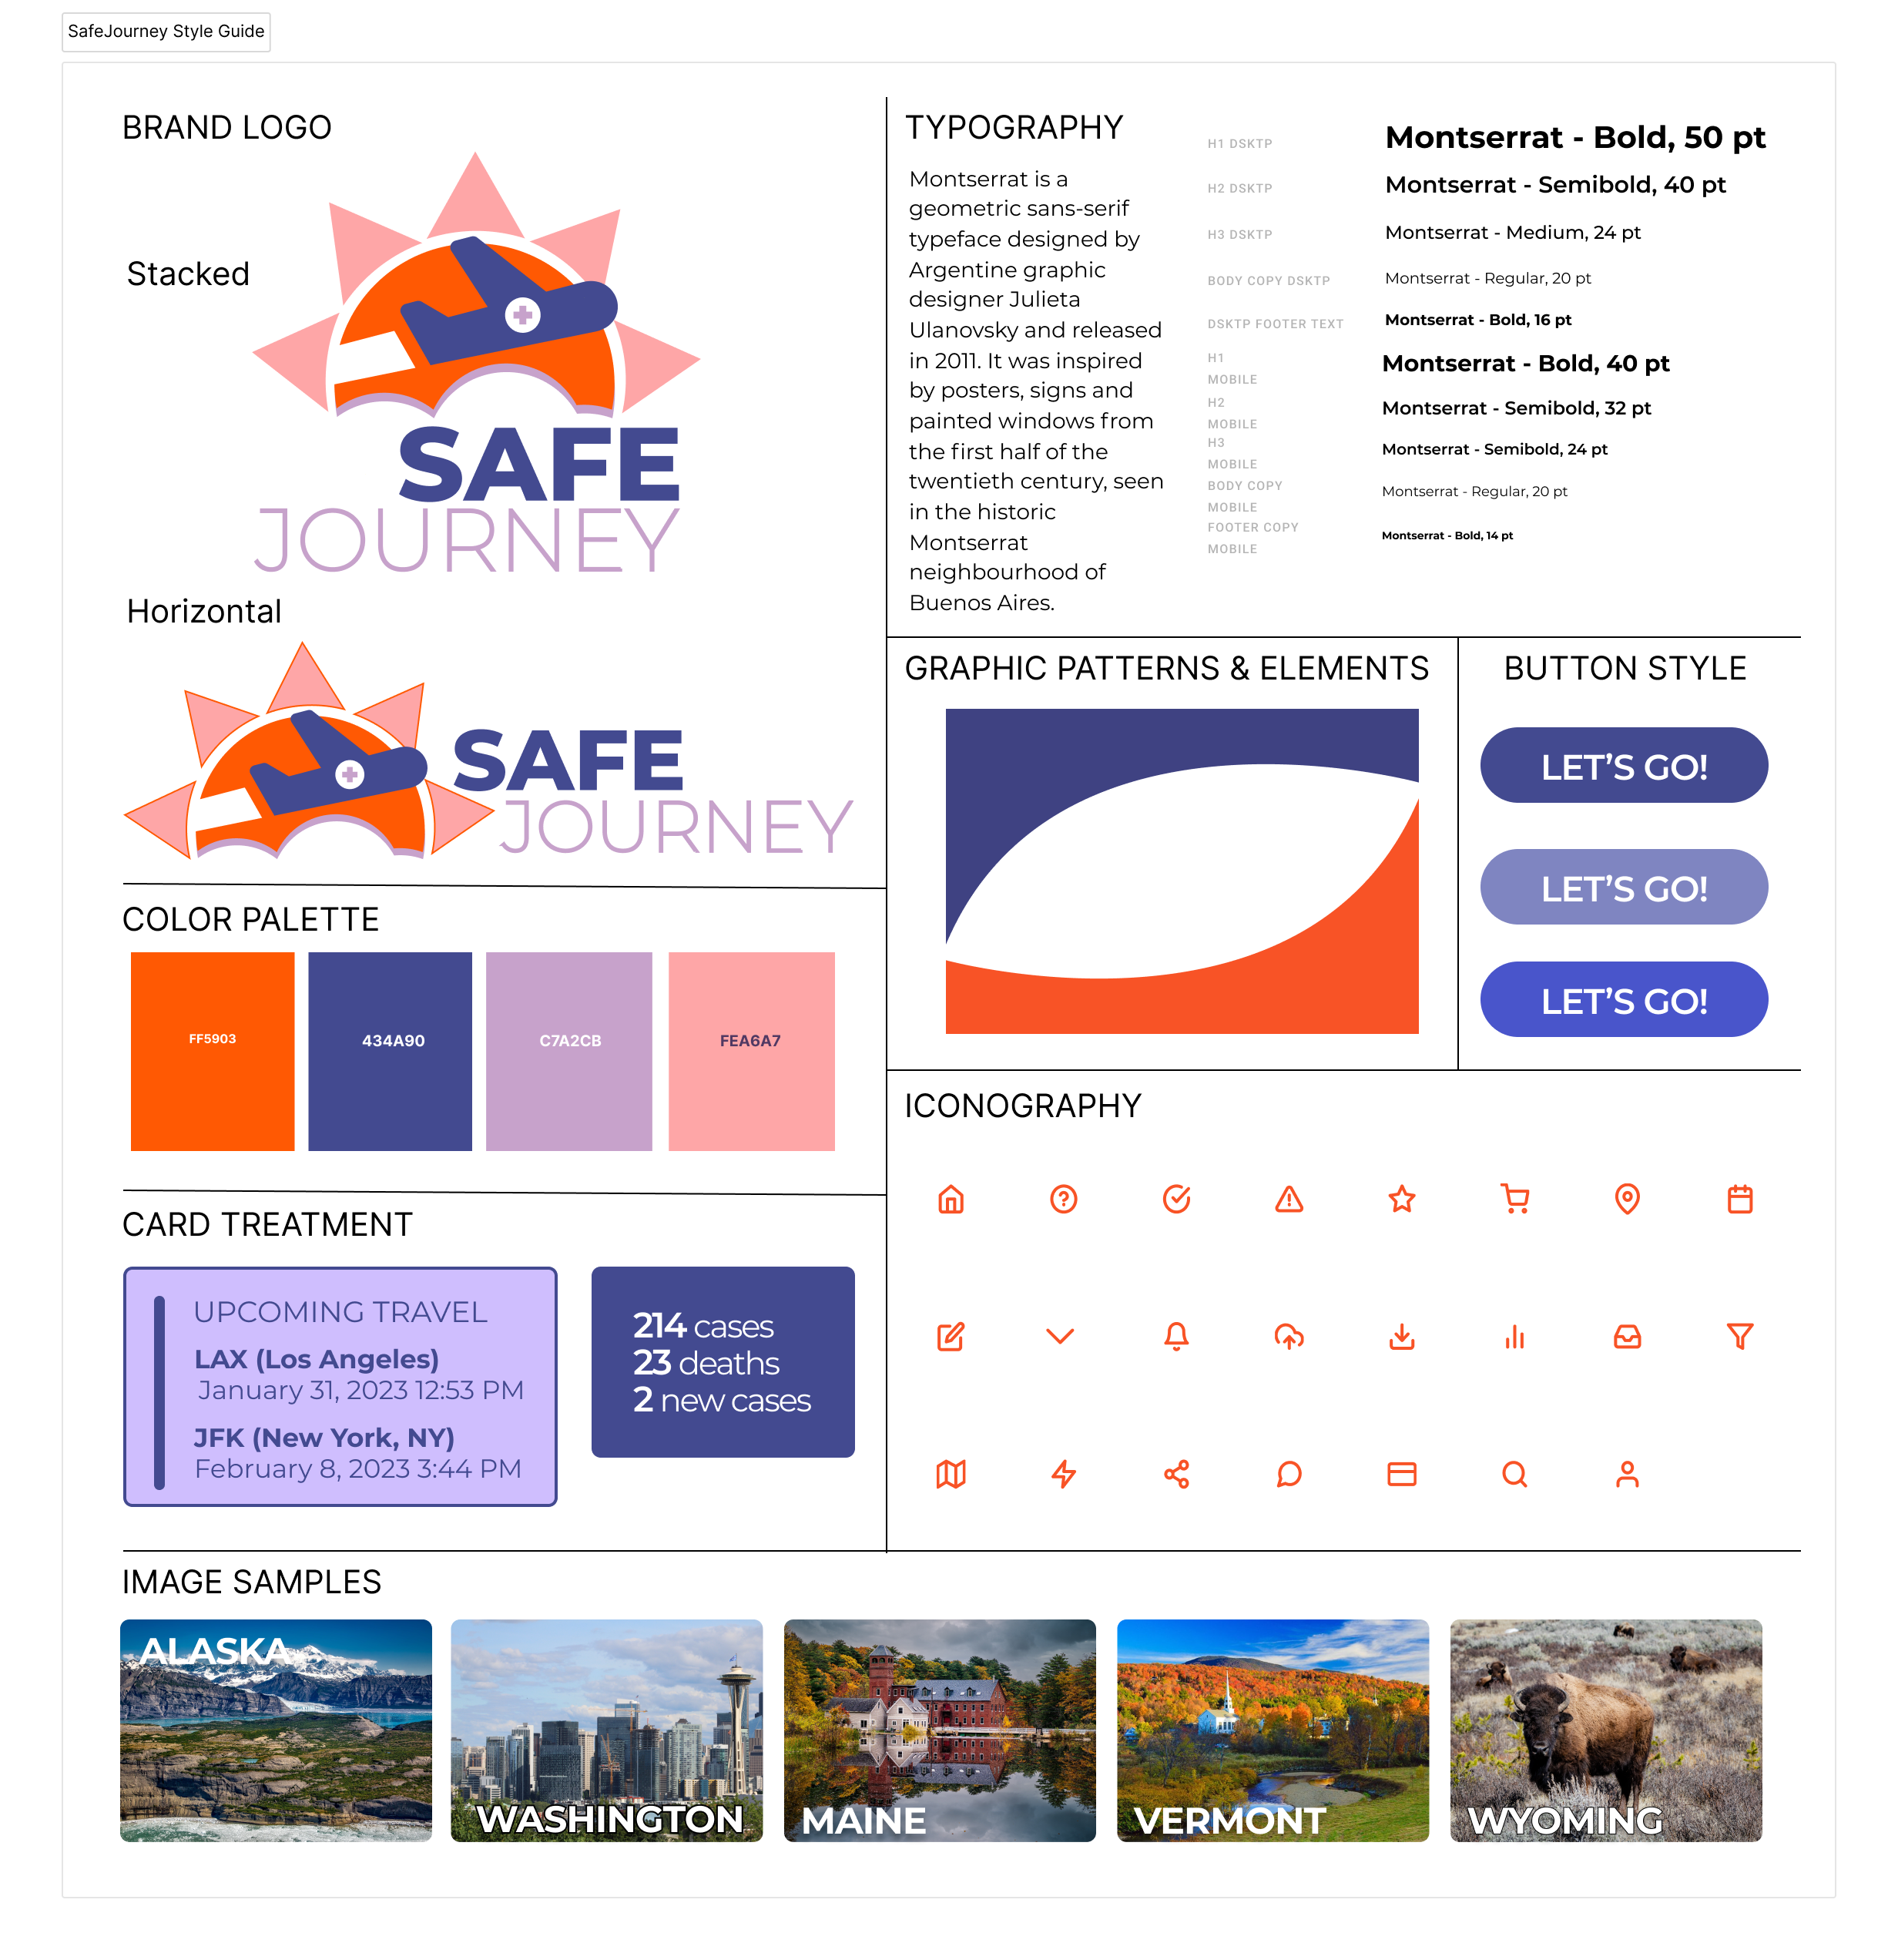 SafeJourney Style Guide
BRAND LOGO
Stacked
SAFE
JOURNEY
Horizontal
SAFE
JOURNEY
COLOR PALETTE
FF5903
434A90
C7A2CB
FEA6A7
CARD TREATMENT
UPCOMING TRAVEL
LAX (Los Angeles)
January 31, 2023 12:53 PM
JFK (New York, NY)
February 8, 2023 3:44 PM
214 cases
23 deaths
2 new cases
TYPOGRAPHY
Montserrat is a
geometric sans-serif
typeface designed by
Argentine graphic
designer Julieta
Ulanovsky and released
in 2011. It was inspired
by posters, signs and
painted windows from
the first half of the
twentieth century, seen
in the historic
Montserrat
neighbourhood of
Buenos Aires.
H1 DSKTP
Montserrat - Bold, 50 pt
H2 DSKTP
Montserrat - Semibold, 40 pt
H3 DSKTP
Montserrat - Medium, 24 pt
BODY COPY DSKTP
Montserrat - Regular, 20 pt
DSKTP FOOTER TEXT
Montserrat - Bold, 16 pt
H1
MOBILE
Montserrat - Bold, 40 pt
H2
MOBILE
Montserrat - Semibold, 32 pt
H3
MOBILE
Montserrat - Semibold, 24 pt
BODY COPY
MOBILE
Montserrat - Regular, 20 pt
FOOTER COPY
MOBILE
Montserrat - Bold, 14 pt
GRAPHIC PATTERNS & ELEMENTS
BUTTON STYLE
LET’S GO!
LET’S GO!
LET’S GO!
ICONOGRAPHY
IMAGE SAMPLES
ALASKA
WASHINGTON
MAINE
VERMONT
WYOMING